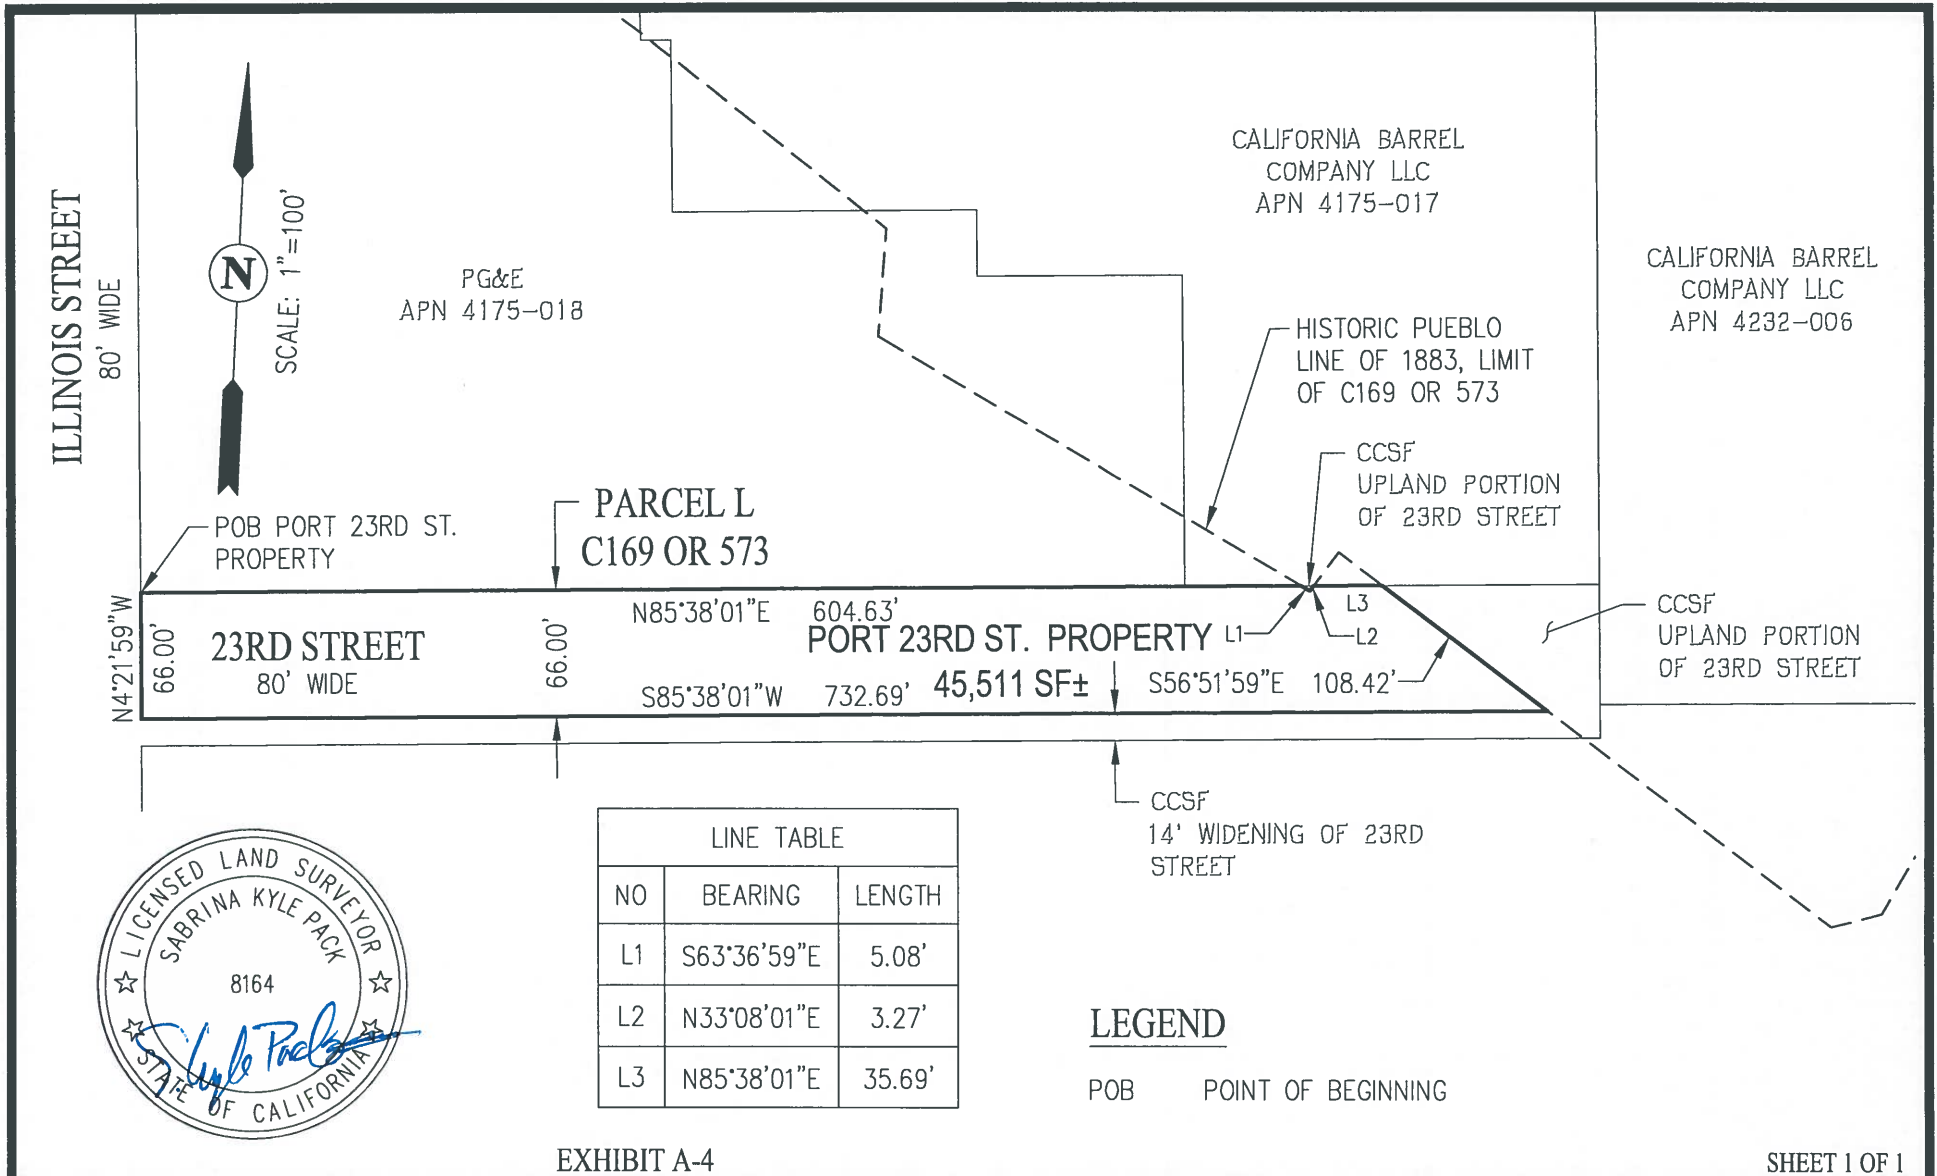 ILLINOIS STREET
80' WIDE
N
SCALE: 1"=100'
PG&E
APN 4175-018
CALIFORNIA BARREL
COMPANY LLC
APN 4175-017
CALIFORNIA BARREL
COMPANY LLC
APN 4232-006
HISTORIC PUEBLO
LINE OF 1883, LIMIT
OF C169 OR 573
CCSF
UPLAND PORTION
OF 23RD STREET
POB PORT 23RD ST.
PROPERTY
PARCEL L
C169 OR 573
N4°21'59"W
66.00'
23RD STREET
80' WIDE
66.00'
N85°38'01"E 604.63'
PORT 23RD ST. PROPERTY
45,511 SF±
S85°38'01"W 732.69'
L1
L2
L3
S56°51'59"E 108.42'
CCSF
UPLAND PORTION
OF 23RD STREET
CCSF
14' WIDENING OF 23RD
STREET
LICENSED LAND SURVEYOR
SABRINA KYLE PACK
8164
STATE OF CALIFORNIA
LINE TABLE
NO BEARING LENGTH
L1 S63°36'59"E 5.08'
L2 N33°08'01"E 3.27'
L3 N85°38'01"E 35.69'
LEGEND
POB POINT OF BEGINNING
EXHIBIT A-4
SHEET 1 OF 1